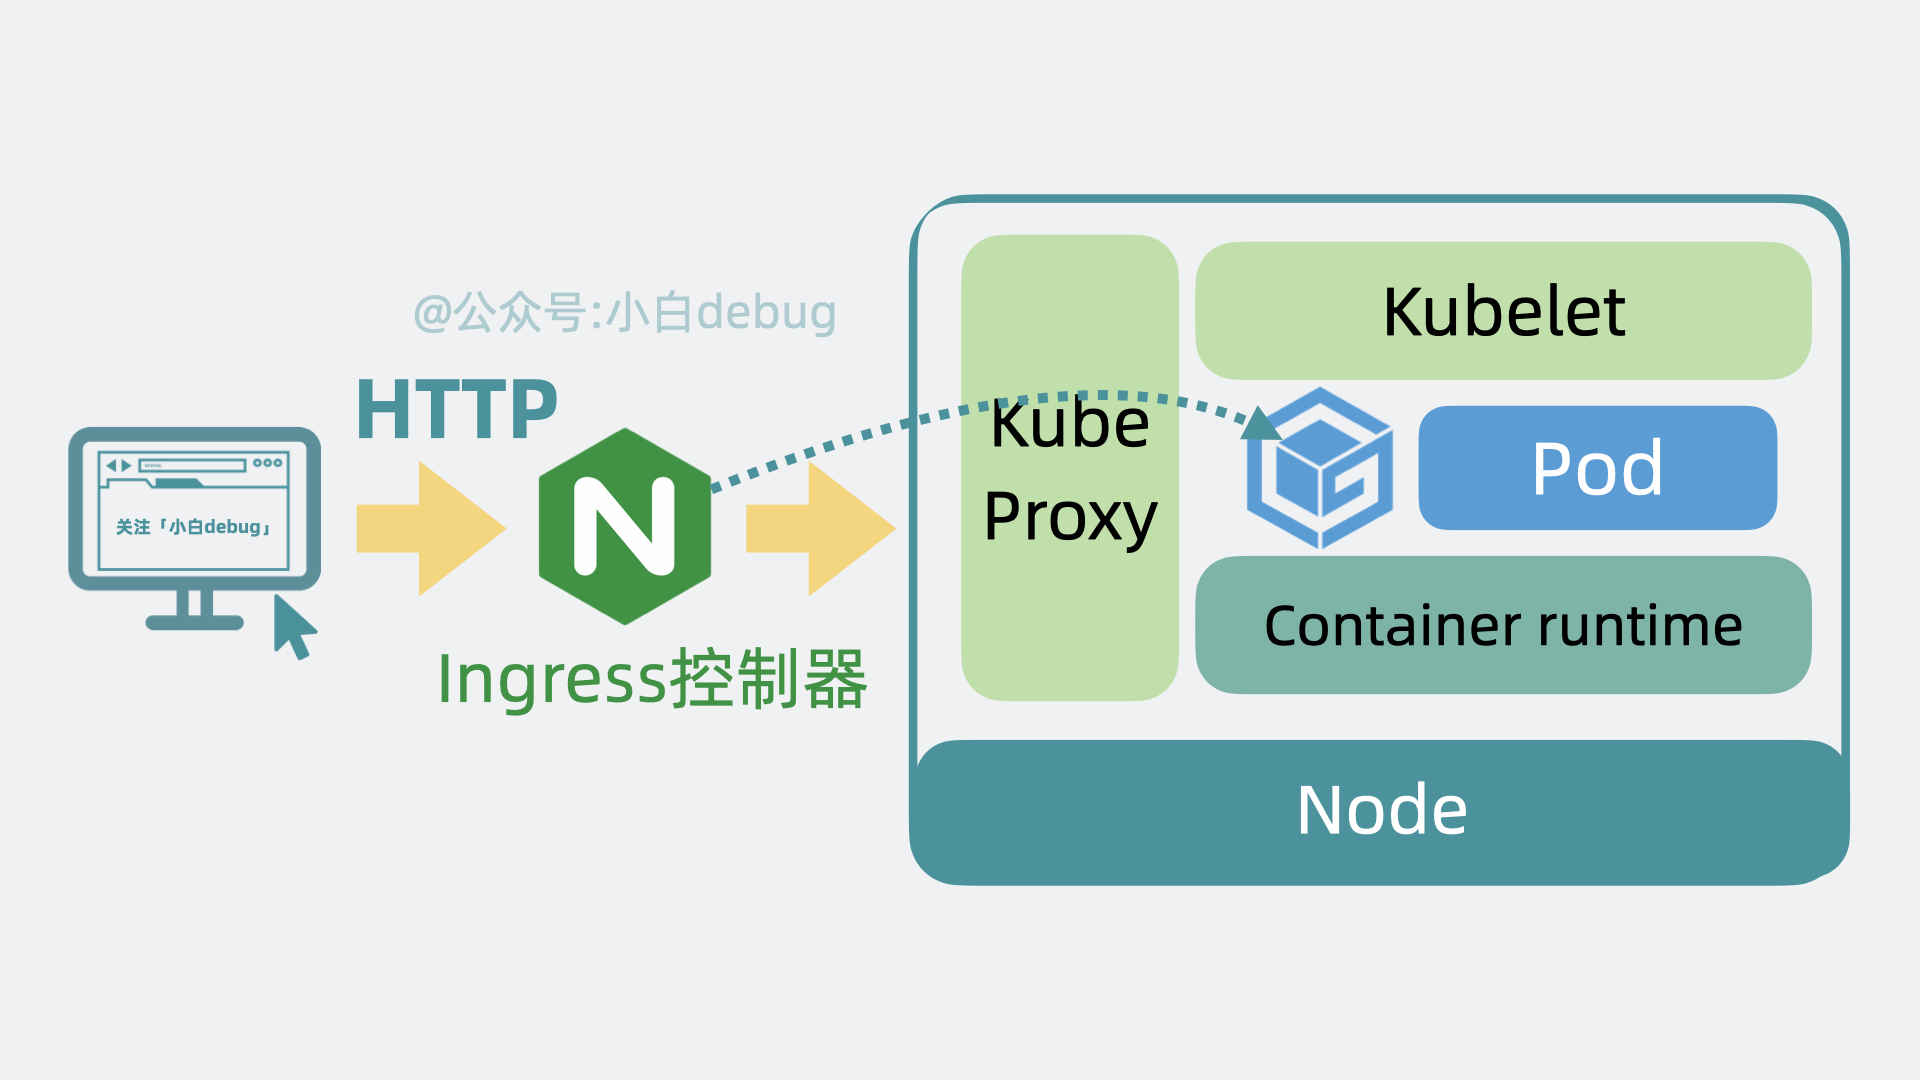 @公众号:小白debug
HTTP
www.
关注「小白debug」
N
Ingress控制器
Kube
Proxy
Kubelet
Pod
Container runtime
Node